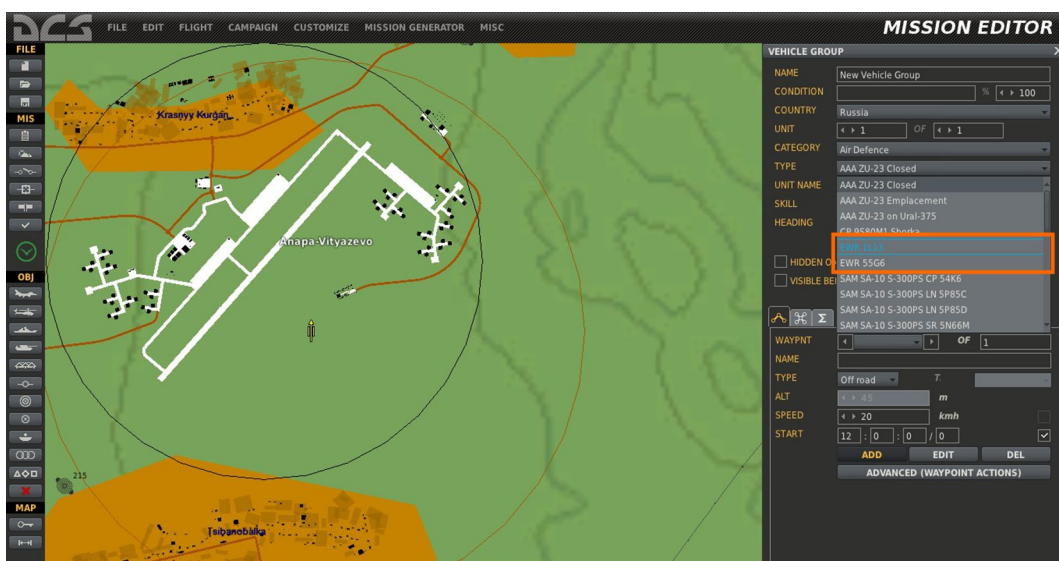 DCS
FILE EDIT FLIGHT CAMPAIGN CUSTOMIZE MISSION GENERATOR MISC
MISSION EDITOR
FILE
MIS
OBJ
MAP
Krasnyy Kurgan
Anapa-Vityazevo
215
Tsibanobalka
VEHICLE GROUP X
NAME New Vehicle Group
CONDITION % 100
COUNTRY Russia
UNIT 1 OF 1
CATEGORY Air Defence
TYPE AAA ZU-23 Closed
UNIT NAME AAA ZU-23 Closed
AAA ZU-23 Emplacement
SKILL
AAA ZU-23 on Ural-375
HEADING
CP 9S80M1 Sborka
EWR 1L13
HIDDEN O
EWR 55G6
VISIBLE BE
SAM SA-10 S-300PS CP 54K6
SAM SA-10 S-300PS LN 5P85C
SAM SA-10 S-300PS LN 5P85D
SAM SA-10 S-300PS SR 5N66M
Σ
WAYPNT OF 1
NAME
TYPE Off road T.
ALT 45 m
SPEED 20 kmh
START 12 : 0 : 0 / 0
ADD EDIT DEL
ADVANCED (WAYPOINT ACTIONS)